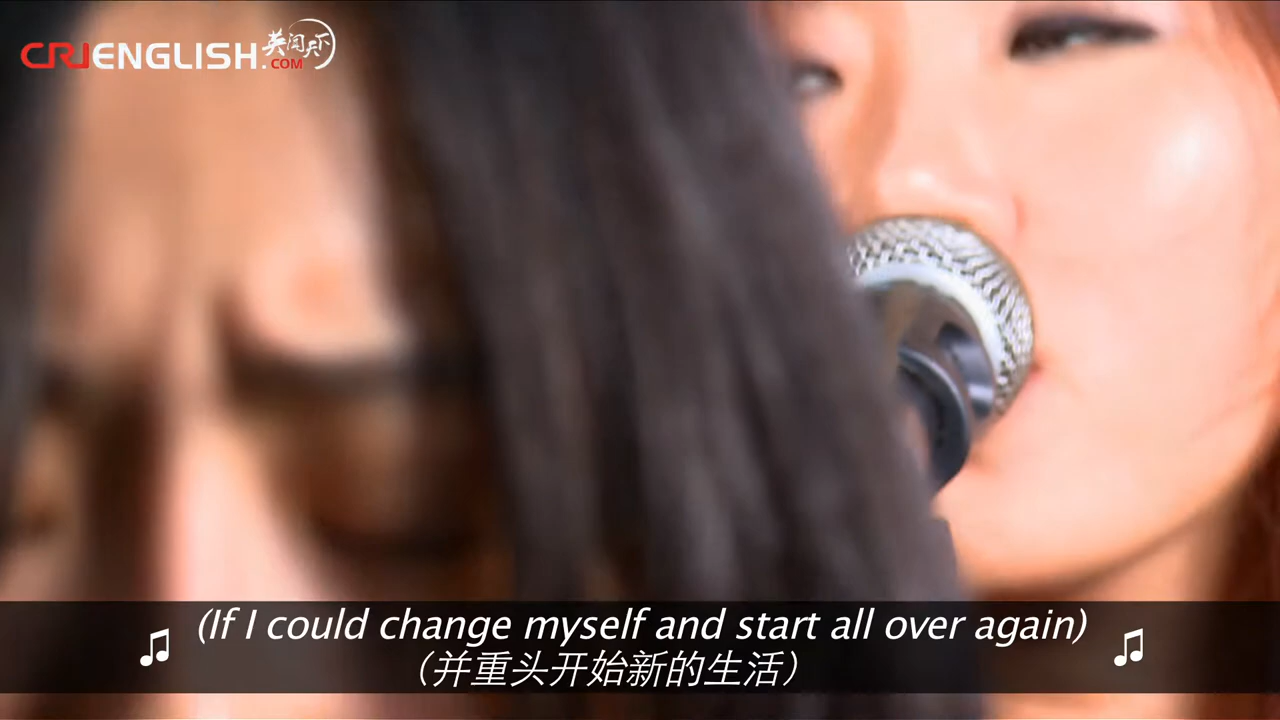 CRIENGLISH.COM 英闻天下
(If I could change myself and start all over again)
（并重头开始新的生活）